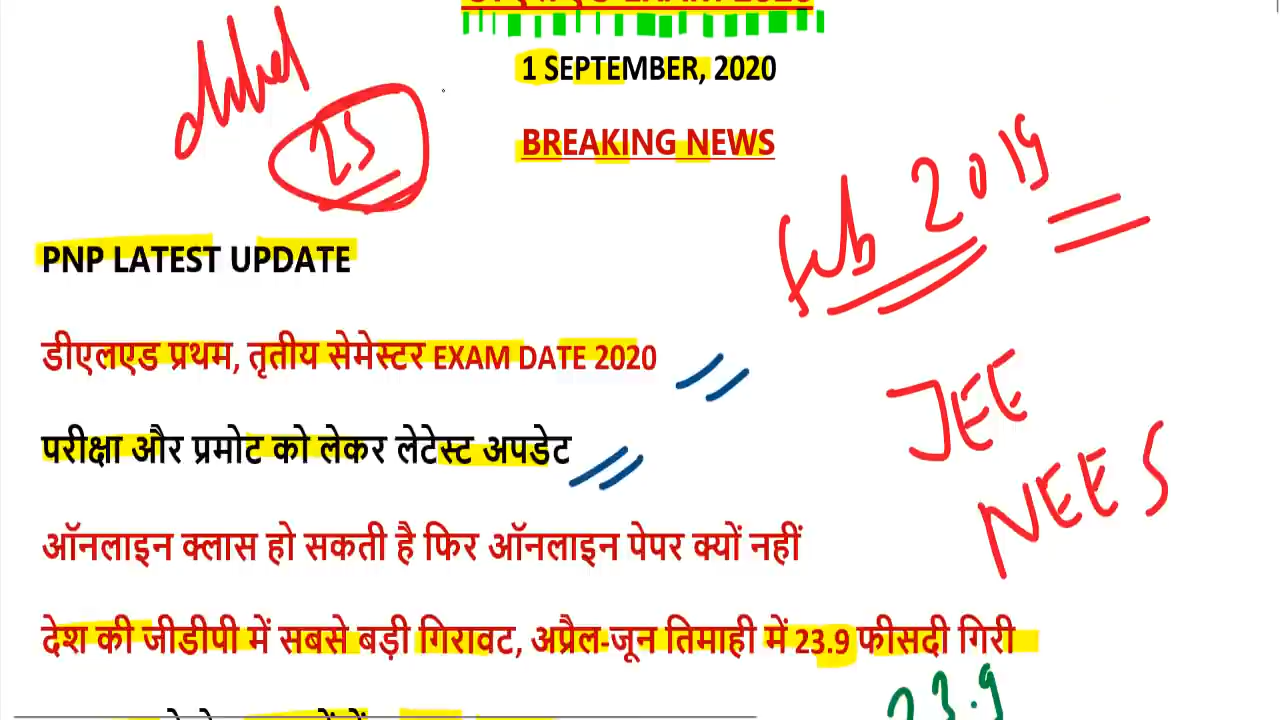 1 SEPTEMBER, 2020
BREAKING NEWS
25
Feb 2019
PNP LATEST UPDATE
डीएलएड प्रथम, तृतीय सेमेस्टर EXAM DATE 2020
JEE
परीक्षा और प्रमोट को लेकर लेटेस्ट अपडेट
NEES
ऑनलाइन क्लास हो सकती है फिर ऑनलाइन पेपर क्यों नहीं
देश की जीडीपी में सबसे बड़ी गिरावट, अप्रैल-जून तिमाही में 23.9 फीसदी गिरी
23.9